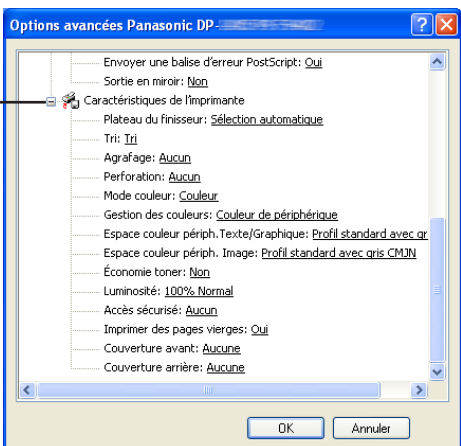 Options avancées Panasonic DP-
Envoyer une balise d'erreur PostScript: Oui
Sortie en miroir: Non
Caractéristiques de l'imprimante
Plateau du finisseur: Sélection automatique
Tri: Tri
Agrafage: Aucun
Perforation: Aucun
Mode couleur: Couleur
Gestion des couleurs: Couleur de périphérique
Espace couleur périph.Texte/Graphique: Profil standard avec gr
Espace couleur périph. Image: Profil standard avec gris CMJN
Économie toner: Non
Luminosité: 100% Normal
Accès sécurisé: Aucun
Imprimer des pages vierges: Oui
Couverture avant: Aucune
Couverture arrière: Aucune
OK Annuler